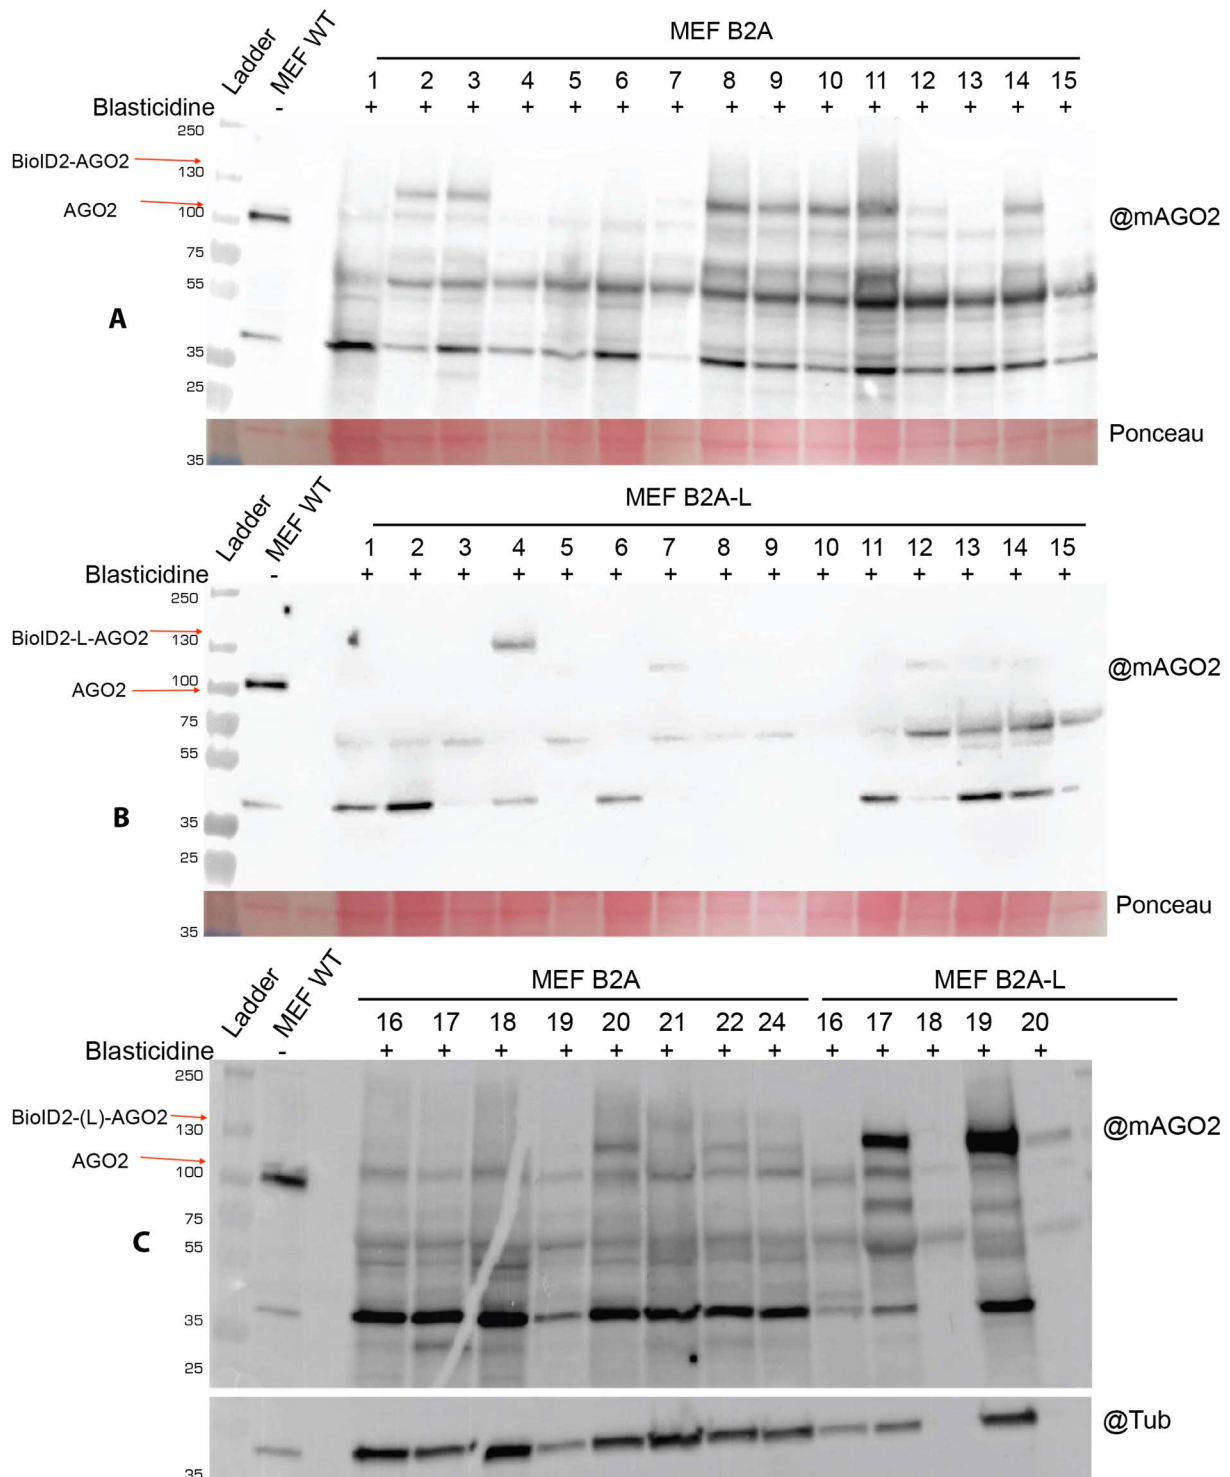 MEF B2A
Ladder
MEF WT
1 2 3 4 5 6 7 8 9 10 11 12 13 14 15
Blasticidine - + + + + + + + + + + + + + + +
250
BioID2-AGO2
130
AGO2
100
@mAGO2
75
55
A
35
25
Ponceau
35
MEF B2A-L
Ladder
MEF WT
1 2 3 4 5 6 7 8 9 10 11 12 13 14 15
Blasticidine - + + + + + + + + + + + + + + +
250
BioID2-L-AGO2
130
@mAGO2
100
AGO2
75
55
B
35
25
Ponceau
35
MEF B2A MEF B2A-L
Ladder
MEF WT
16 17 18 19 20 21 22 24 16 17 18 19 20
Blasticidine - + + + + + + + + + + + + +
250
BioID2-(L)-AGO2
130
@mAGO2
AGO2
100
75
C
55
35
25
@Tub
35